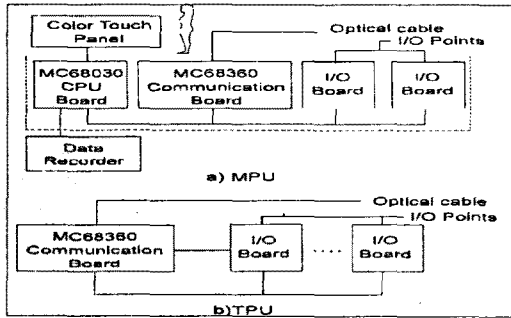 Color Touch
Panel
Optical cable
I/O Points
MC68030
CPU
Board
MC68360
Communication
Board
I/O
Board
I/O
Board
Data
Recorder
a) MPU
Optical cable
I/O Points
MC68360
Communication
Board
I/O
Board
....
I/O
Board
b)TPU